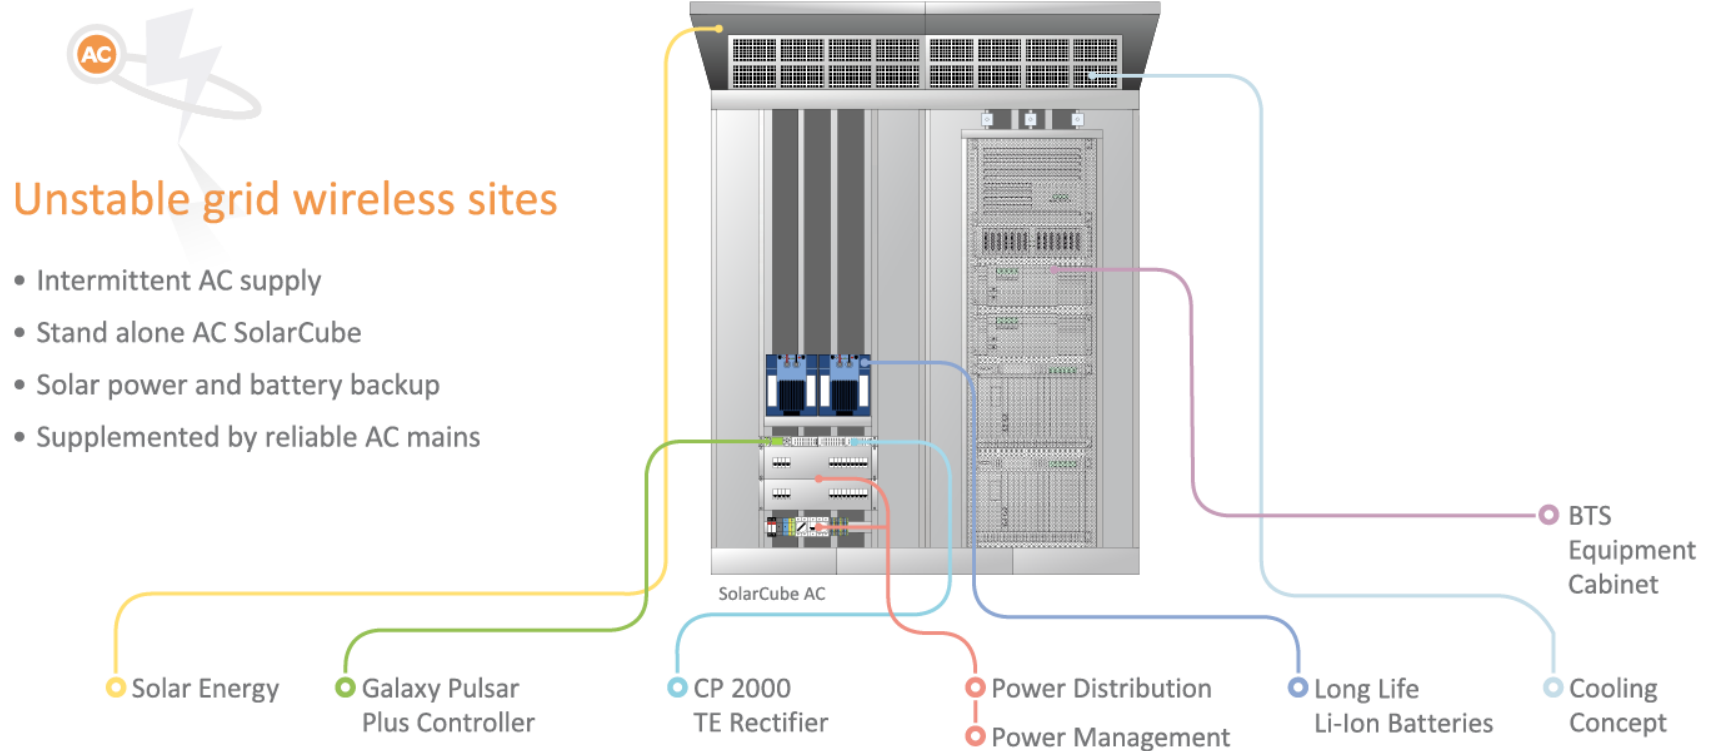 AC
Unstable grid wireless sites
• Intermittent AC supply
• Stand alone AC SolarCube
• Solar power and battery backup
• Supplemented by reliable AC mains
SolarCube AC
BTS
Equipment
Cabinet
Solar Energy
Galaxy Pulsar
Plus Controller
CP 2000
TE Rectifier
Power Distribution
Power Management
Long Life
Li-Ion Batteries
Cooling
Concept